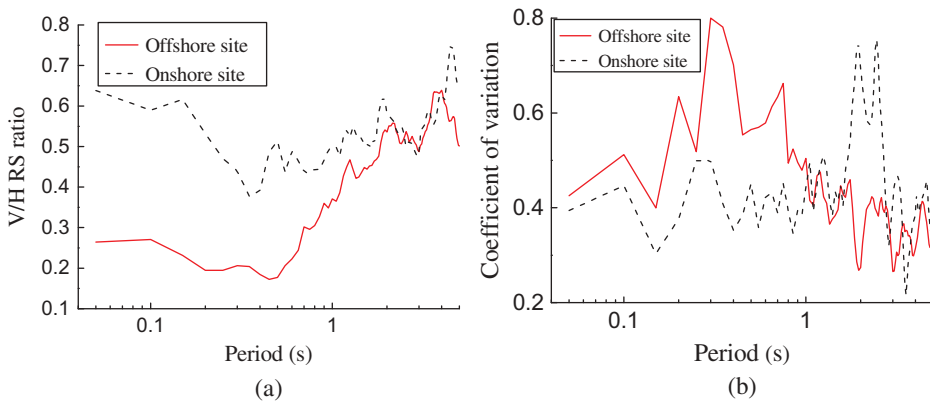 0.8
0.7
0.6
0.5
0.4
0.3
0.2
0.1
V/H RS ratio
Offshore site
Onshore site
0.1
1
Period (s)
(a)
0.8
0.6
0.4
0.2
Coefficient of variation
Offshore site
Onshore site
0.1
1
Period (s)
(b)